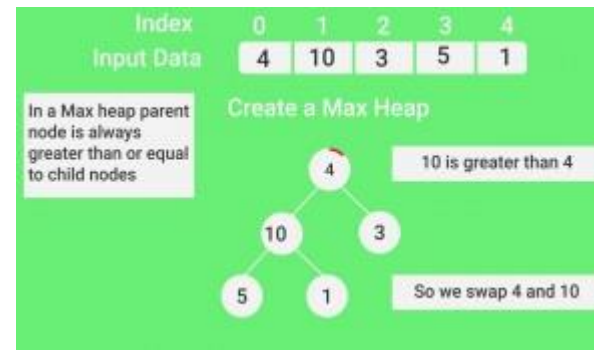 Index 0 1 2 3 4
Input Data 4 10 3 5 1
In a Max heap parent
node is always
greater than or equal
to child nodes
Create a Max Heap
4
10 is greater than 4
10 3
5 1
So we swap 4 and 10